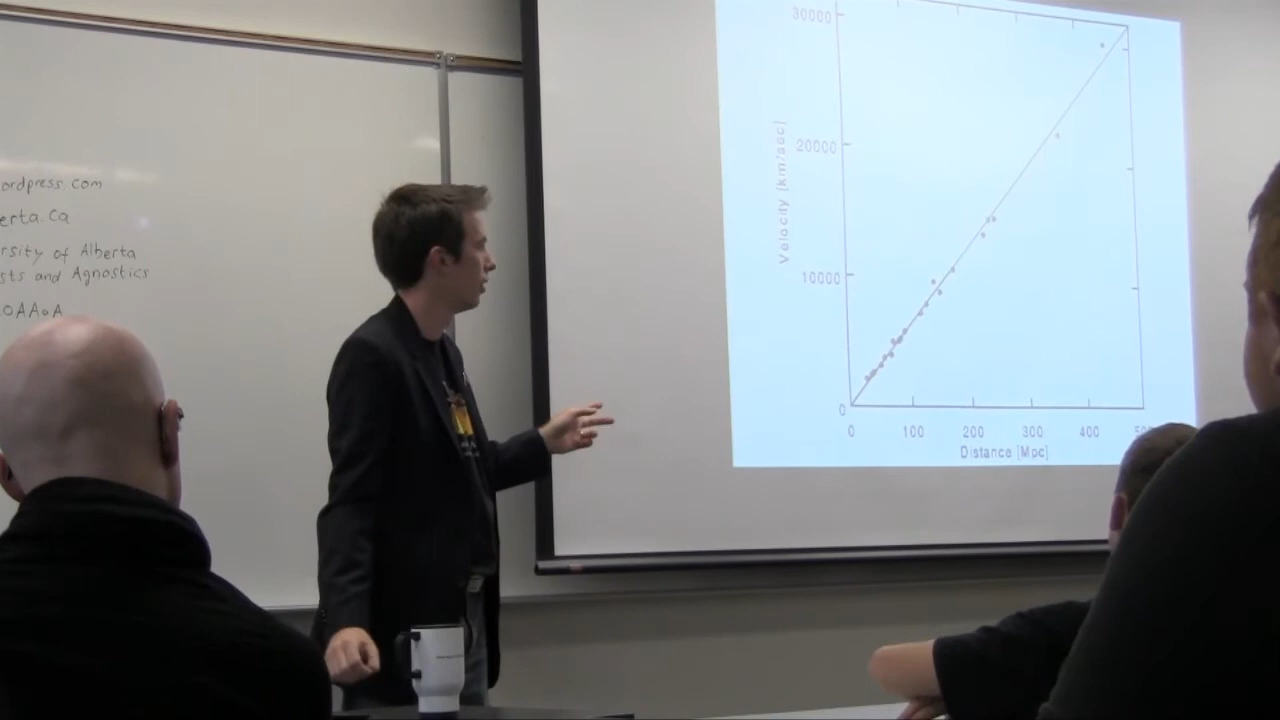 ordpress.com
erta.Ca
rsity of Alberta
sts and Agnostics
OAAoA
30000
20000
10000
0
Velocity [km/sec]
0 100 200 300 400 50
Distance [Mpc]